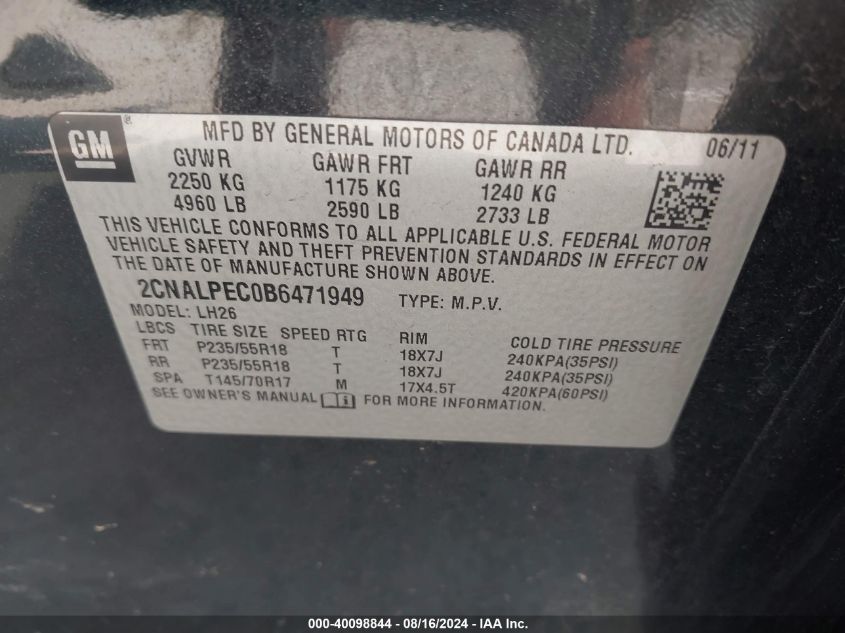 GM ® MFD BY GENERAL MOTORS OF CANADA LTD. 06/11
GVWR GAWR FRT GAWR RR
2250 KG 1175 KG 1240 KG
4960 LB 2590 LB 2733 LB
THIS VEHICLE CONFORMS TO ALL APPLICABLE U.S. FEDERAL MOTOR
VEHICLE SAFETY AND THEFT PREVENTION STANDARDS IN EFFECT ON
THE DATE OF MANUFACTURE SHOWN ABOVE.
2CNALPEC0B6471949 TYPE: M.P.V.
MODEL: LH26
LBCS TIRE SIZE SPEED RTG RIM COLD TIRE PRESSURE
FRT P235/55R18 T 18X7J 240KPA(35PSI)
RR P235/55R18 T 18X7J 240KPA(35PSI)
SPA T145/70R17 M 17X4.5T 420KPA(60PSI)
SEE OWNER'S MANUAL FOR MORE INFORMATION.
000-40098844 - 08/16/2024 - IAA Inc.